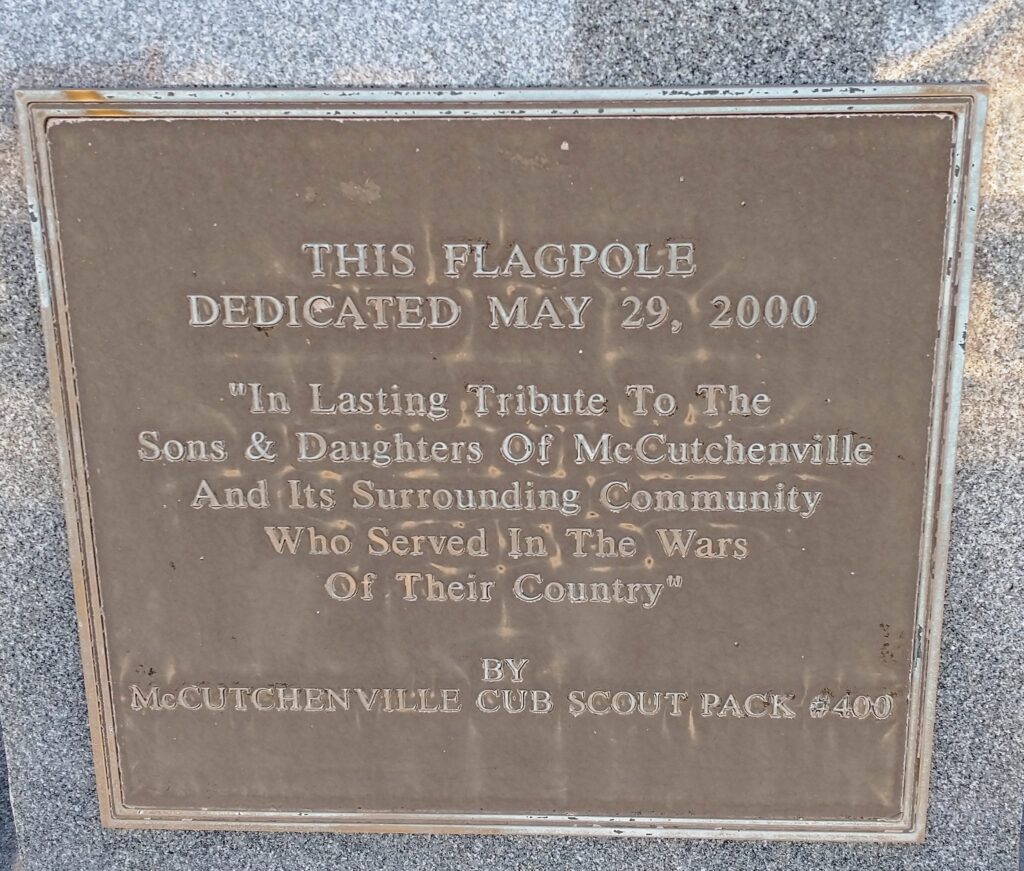 THIS FLAGPOLE
DEDICATED MAY 29, 2000
"In Lasting Tribute To The
Sons & Daughters Of McCutchenville
And Its Surrounding Community
Who Served In The Wars
Of Their Country"
BY
McCUTCHENVILLE CUB SCOUT PACK #400